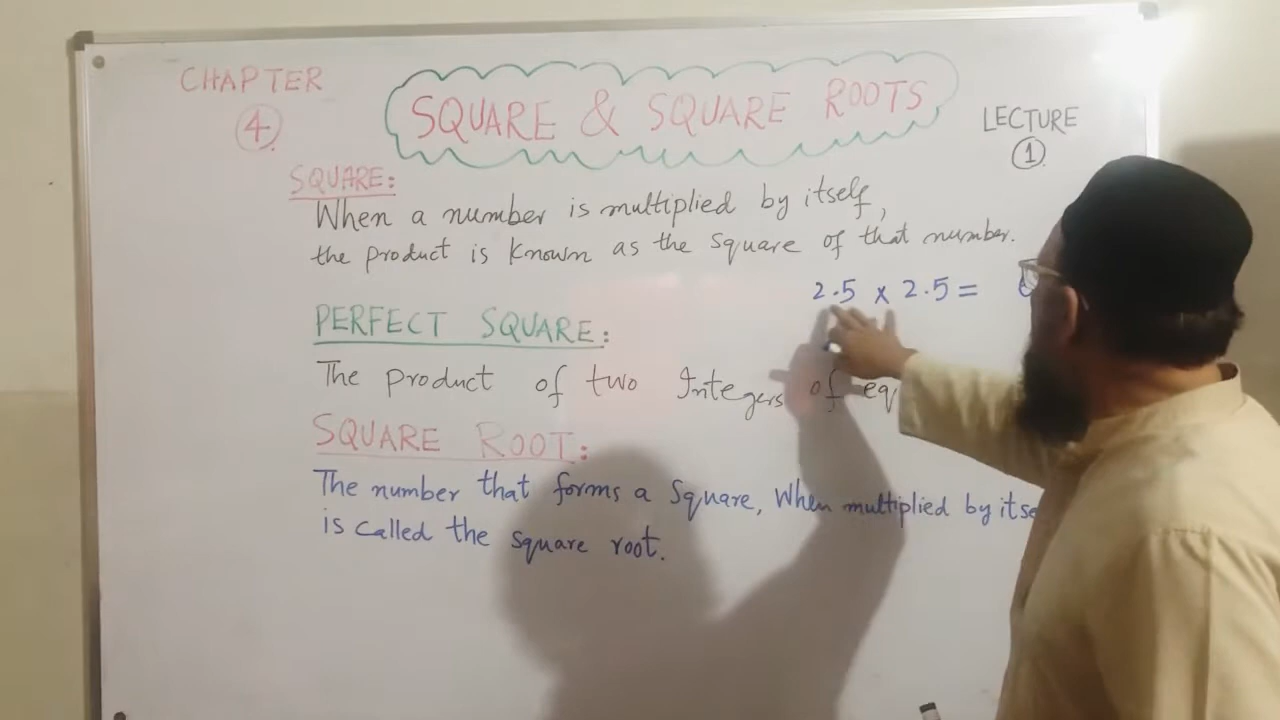 CHAPTER
4
SQUARE & SQUARE ROOTS
LECTURE
1
SQUARE:
When a number is multiplied by itself,
the product is known as the square of that number.
2.5 x 2.5 =
PERFECT SQUARE:
The product of two Integers of
SQUARE ROOT:
The number that forms a square, When multiplied by
is called the square root.